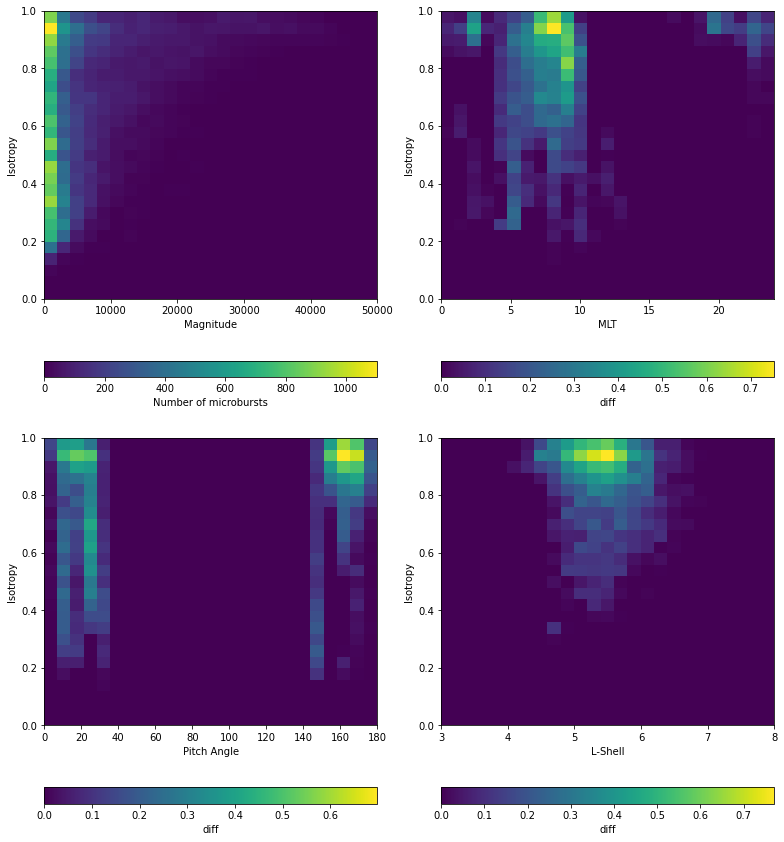 1.0
0.8
0.6
0.4
0.2
0.0
Isotropy
0 10000 20000 30000 40000 50000
Magnitude
0 200 400 600 800 1000
Number of microbursts
1.0
0.8
0.6
0.4
0.2
0.0
Isotropy
0 5 10 15 20
MLT
0.0 0.1 0.2 0.3 0.4 0.5 0.6 0.7
diff
1.0
0.8
0.6
0.4
0.2
0.0
Isotropy
0 20 40 60 80 100 120 140 160 180
Pitch Angle
0.0 0.1 0.2 0.3 0.4 0.5 0.6
diff
1.0
0.8
0.6
0.4
0.2
0.0
Isotropy
3 4 5 6 7 8
L-Shell
0.0 0.1 0.2 0.3 0.4 0.5 0.6 0.7
diff